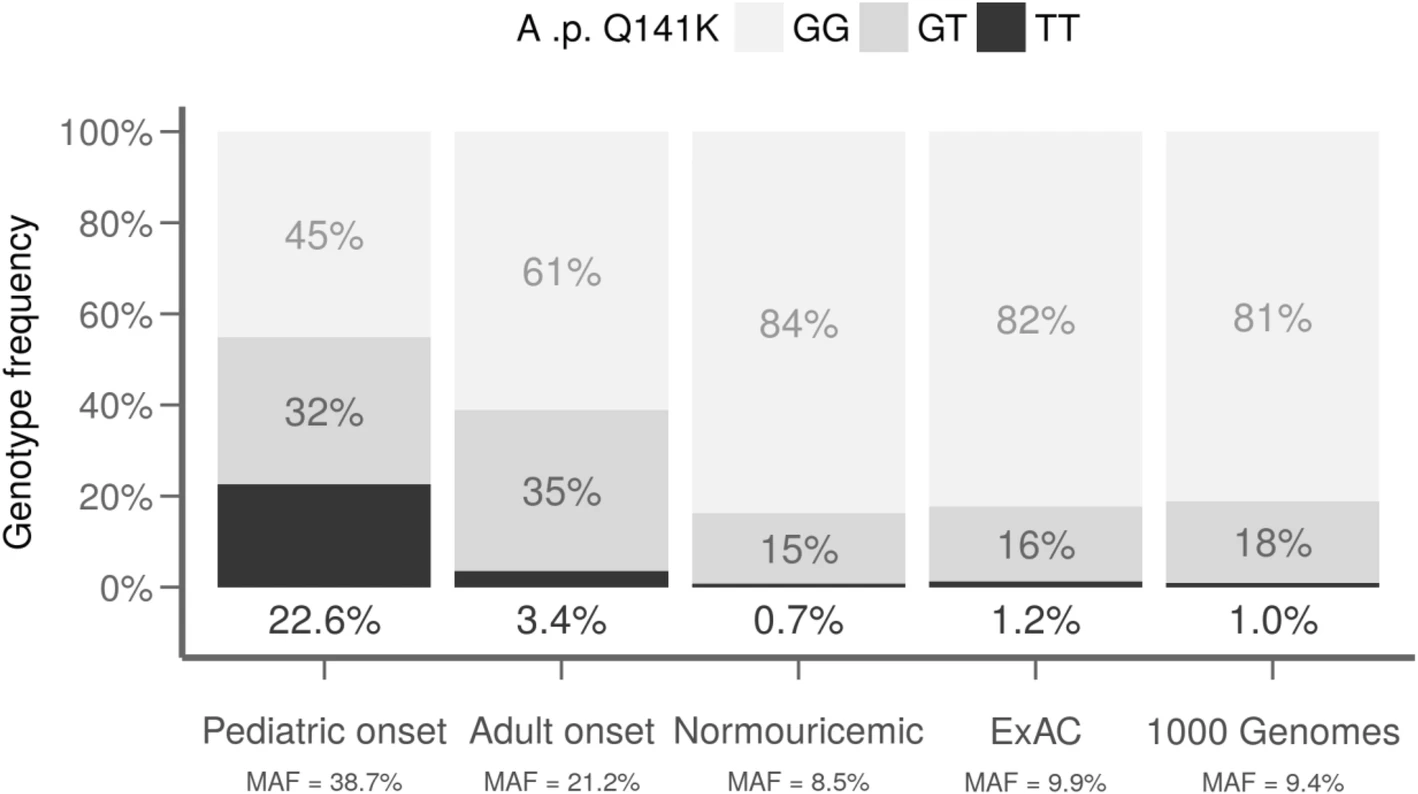 A .p. Q141K GG GT TT
Genotype frequency
100%
80%
60%
40%
20%
0%
45% 61% 84% 82% 81%
32% 35% 15% 16% 18%
22.6% 3.4% 0.7% 1.2% 1.0%
Pediatric onset Adult onset Normouricemic ExAC 1000 Genomes
MAF = 38.7% MAF = 21.2% MAF = 8.5% MAF = 9.9% MAF = 9.4%